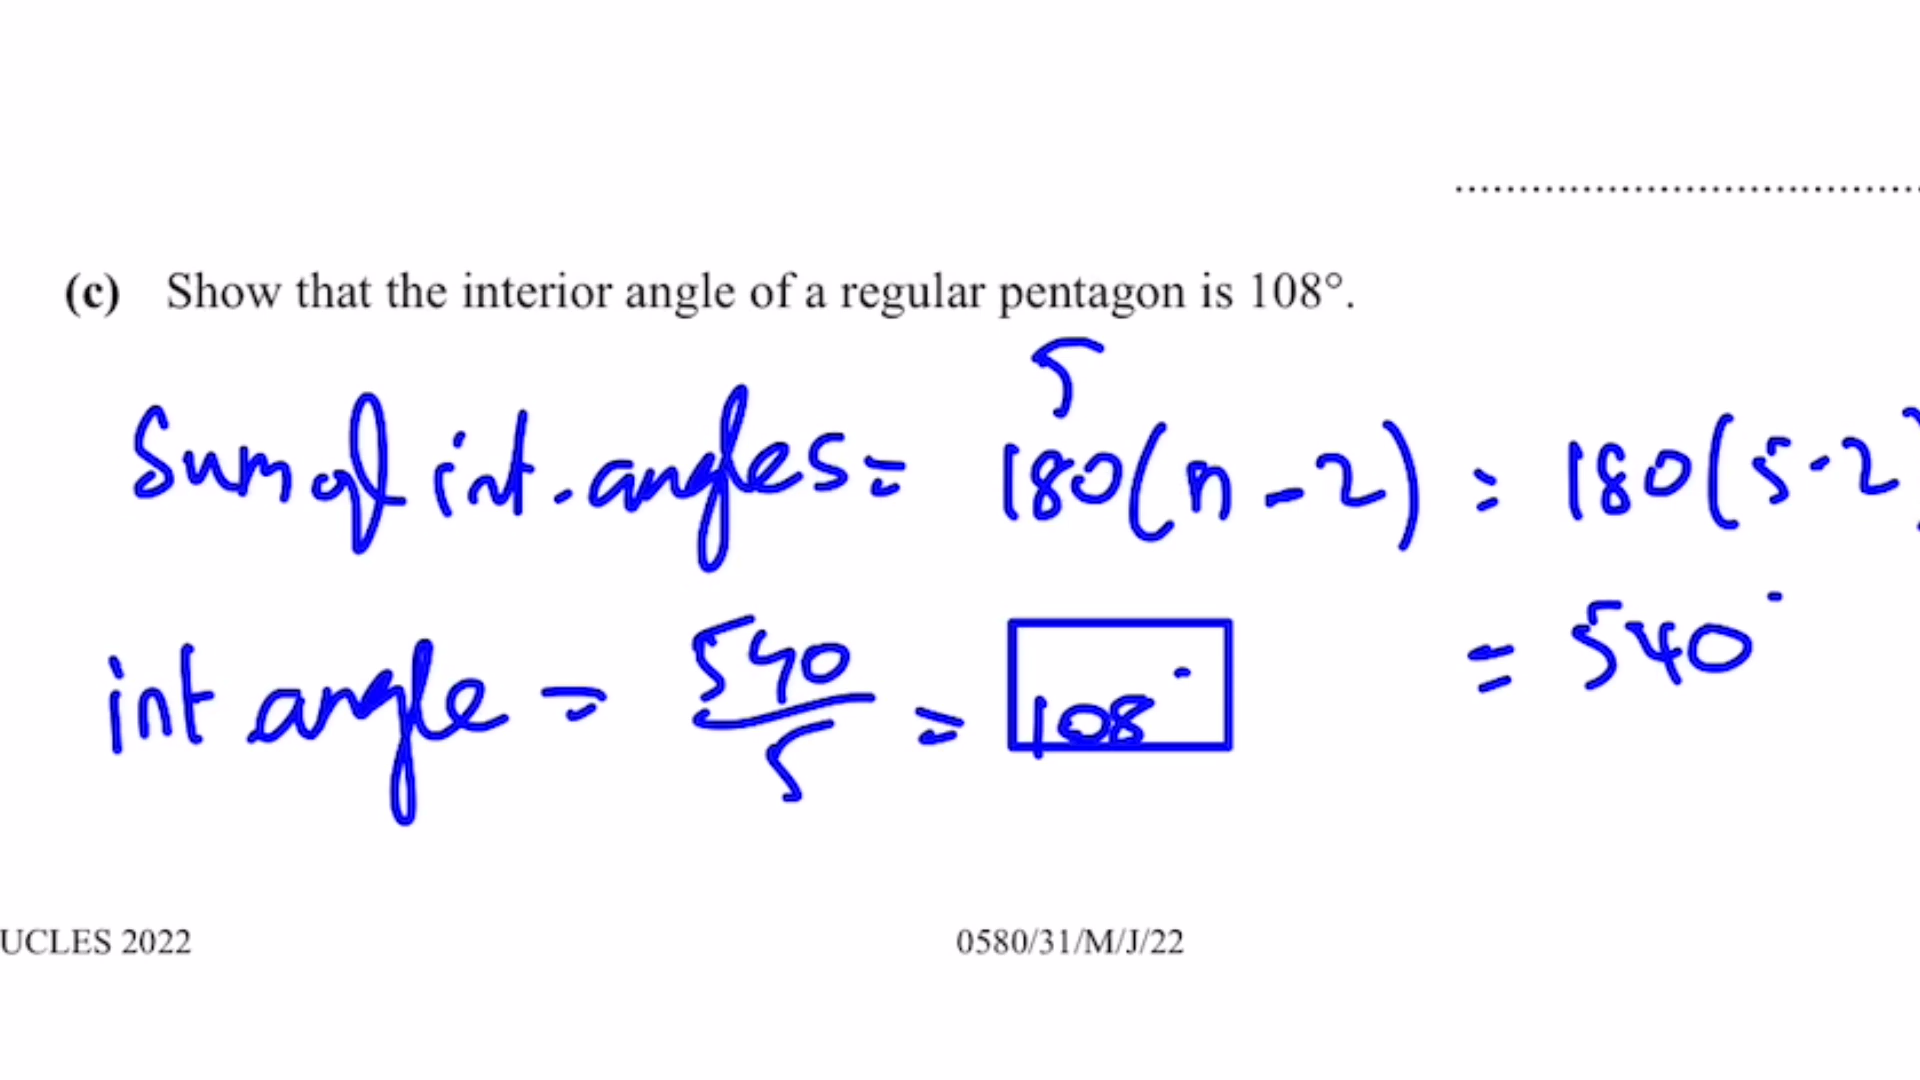 ................................
(c) Show that the interior angle of a regular pentagon is 108°.
5
Sum of int. angles = 180(n - 2) = 180(5-2)
= 540°
int angle = 540/5 = 108°
UCLES 2022
0580/31/M/J/22